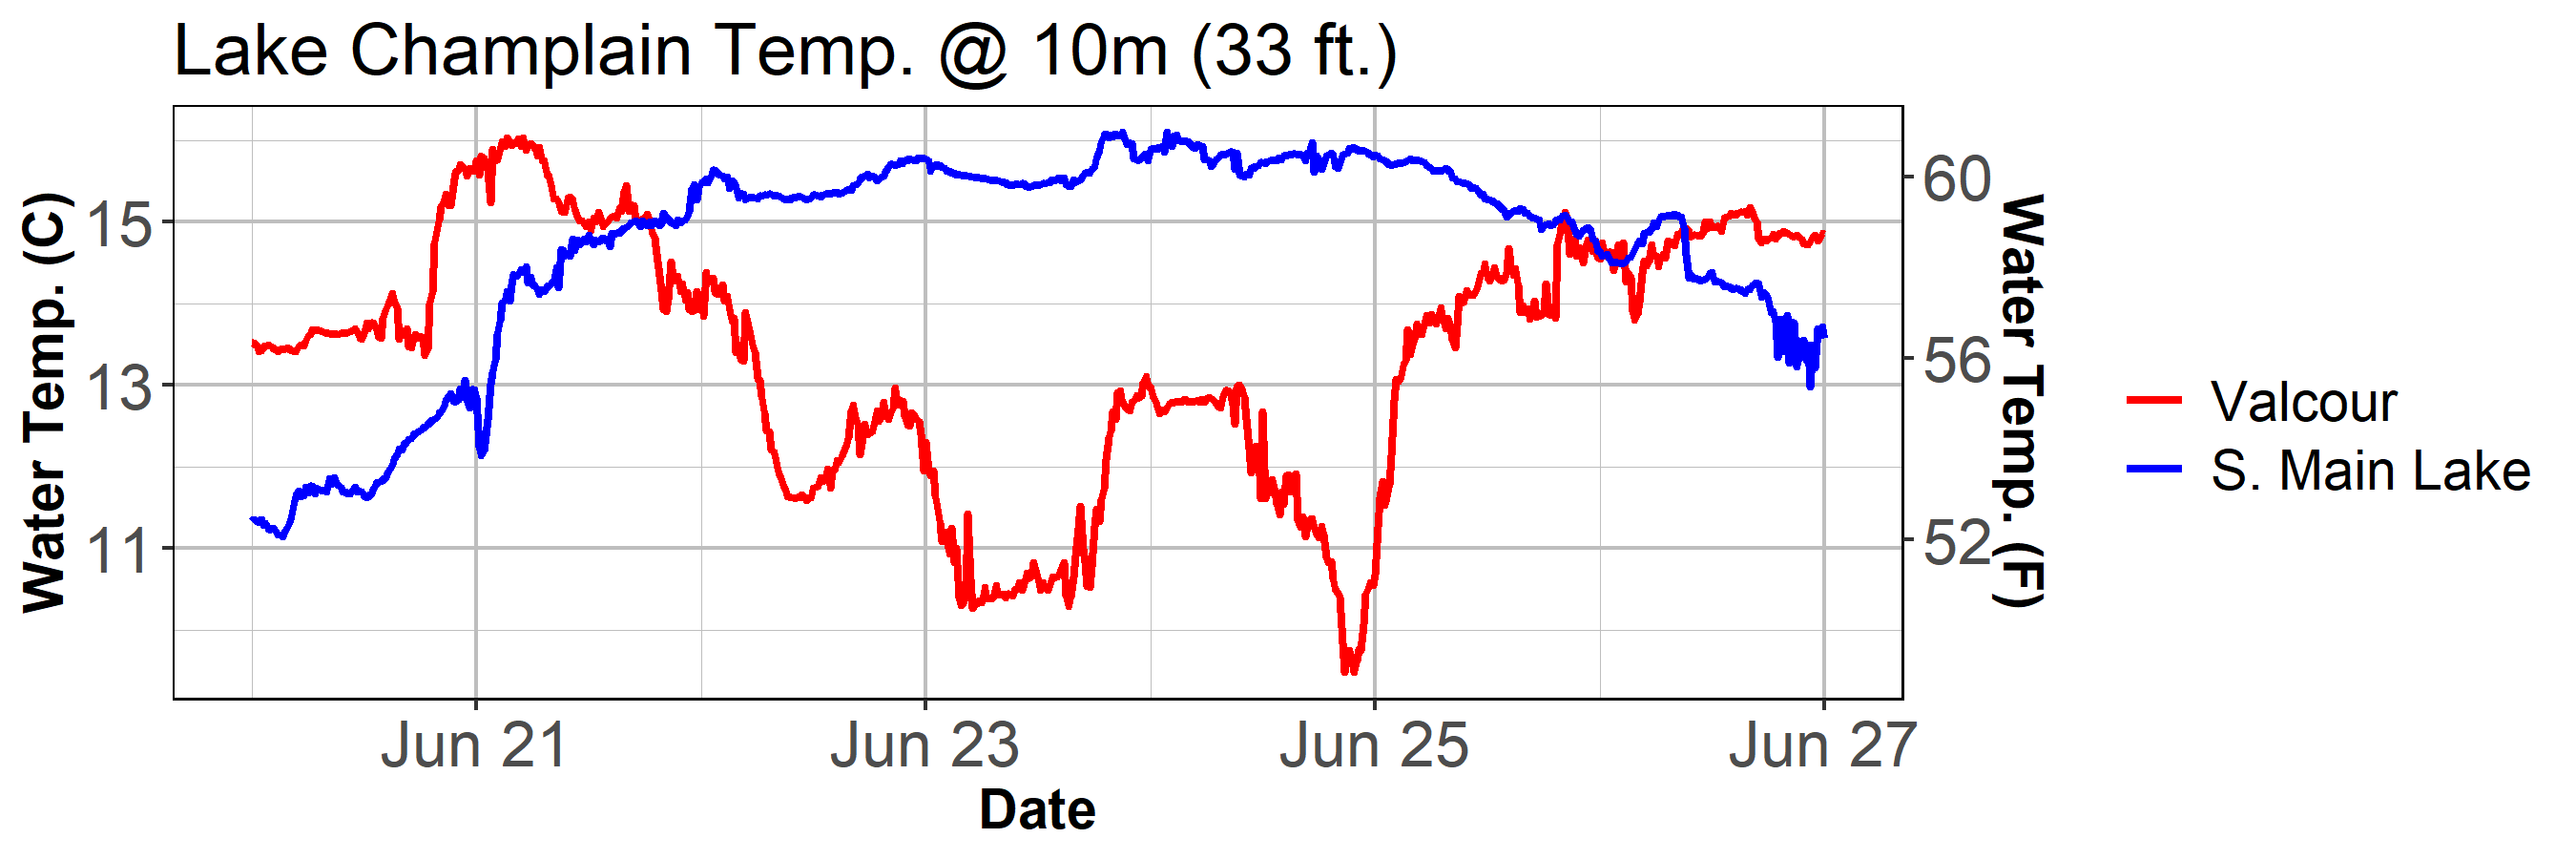 Lake Champlain Temp. @ 10m (33 ft.)
Water Temp. (C)
15
13
11
60
56
52
Water Temp. (F)
Jun 21
Jun 23
Jun 25
Jun 27
Date
Valcour
S. Main Lake